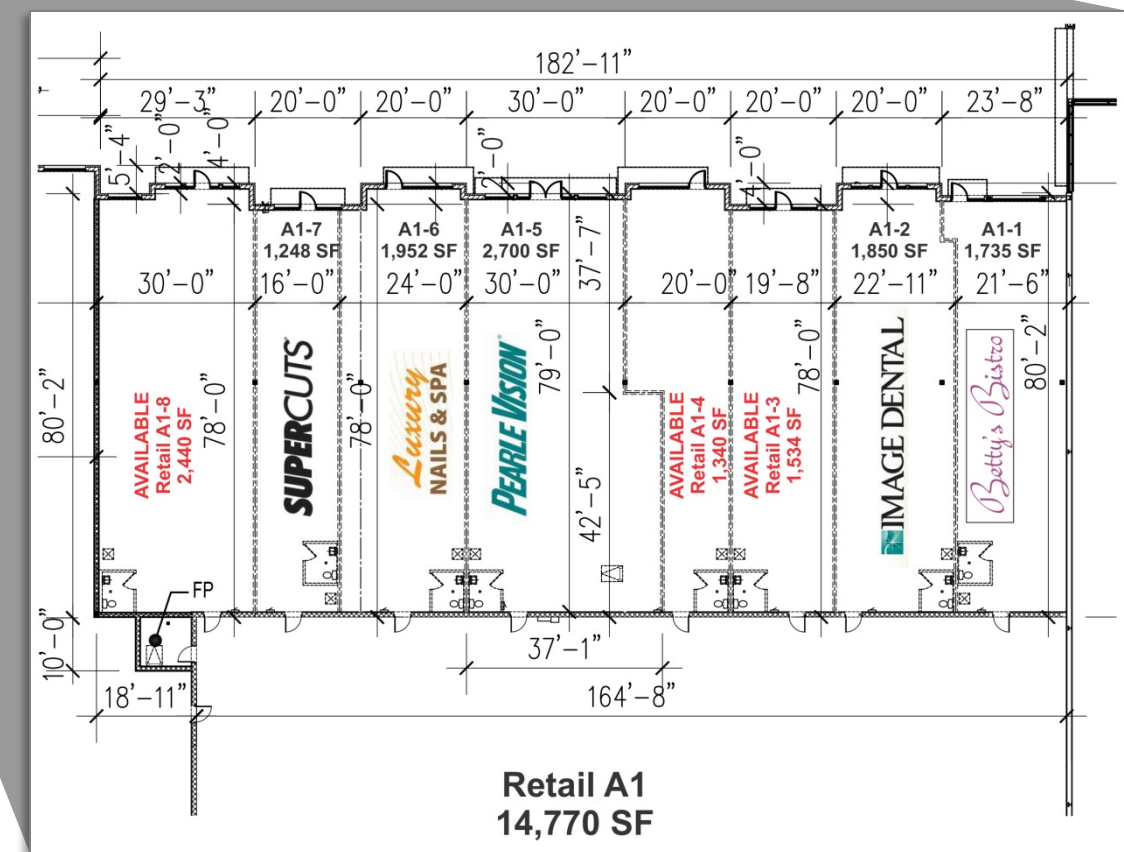 182'-11"
29'-3"
20'-0"
20'-0"
30'-0"
20'-0"
20'-0"
20'-0"
23'-8"
5'-4"
2'-0"
4'-0"
2'-0"
4'-0"
A1-7
1,248 SF
A1-6
1,952 SF
A1-5
2,700 SF
A1-2
1,850 SF
A1-1
1,735 SF
37'-7"
30'-0"
16'-0"
24'-0"
30'-0"
20'-0"
19'-8"
22'-11"
21'-6"
80'-2"
AVAILABLE
Retail A1-8
2,440 SF
78'-0"
SUPERCUTS
78'-0"
Luxury
NAILS & SPA
PEARLE VISION
79'-0"
42'-5"
AVAILABLE
Retail A1-4
1,340 SF
AVAILABLE
Retail A1-3
1,534 SF
78'-0"
IMAGE DENTAL
Betty's Bistro
80'-2"
FP
10'-0"
37'-1"
18'-11"
164'-8"
Retail A1
14,770 SF